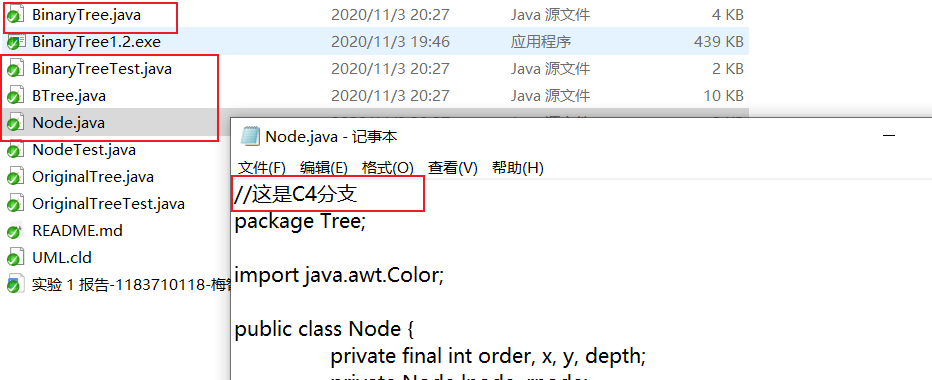 BinaryTree.java 2020/11/3 20:27 Java 源文件 4 KB
BinaryTree1.2.exe 2020/11/3 19:46 应用程序 439 KB
BinaryTreeTest.java 2020/11/3 20:27 Java 源文件 2 KB
BTree.java 2020/11/3 20:27 Java 源文件 10 KB
Node.java
NodeTest.java
OriginalTree.java
OriginalTreeTest.java
README.md
UML.cld
实验 1 报告-1183710118-梅
Node.java - 记事本
文件(F) 编辑(E) 格式(O) 查看(V) 帮助(H)
//这是C4分支
package Tree;
import java.awt.Color;
public class Node {
private final int order, x, y, depth;
private Node lnode, rnode;